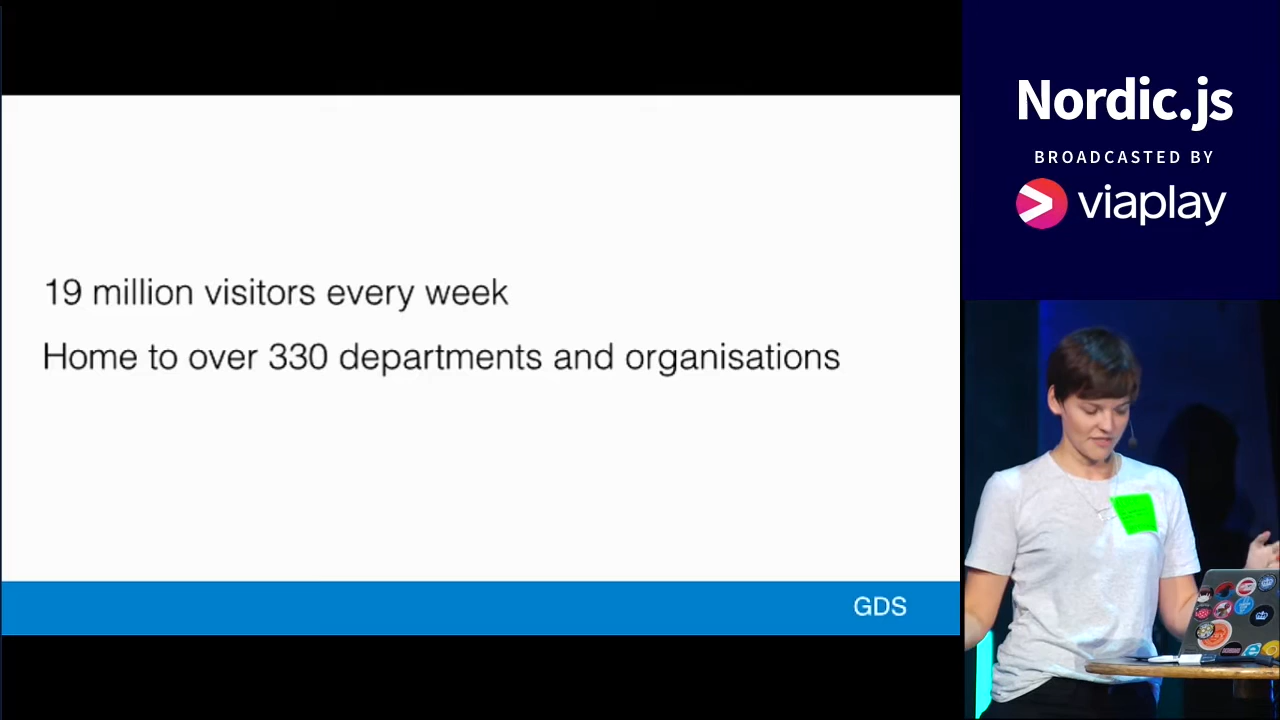 19 million visitors every week
Home to over 330 departments and organisations
GDS
Nordic.js
BROADCASTED BY
viaplay